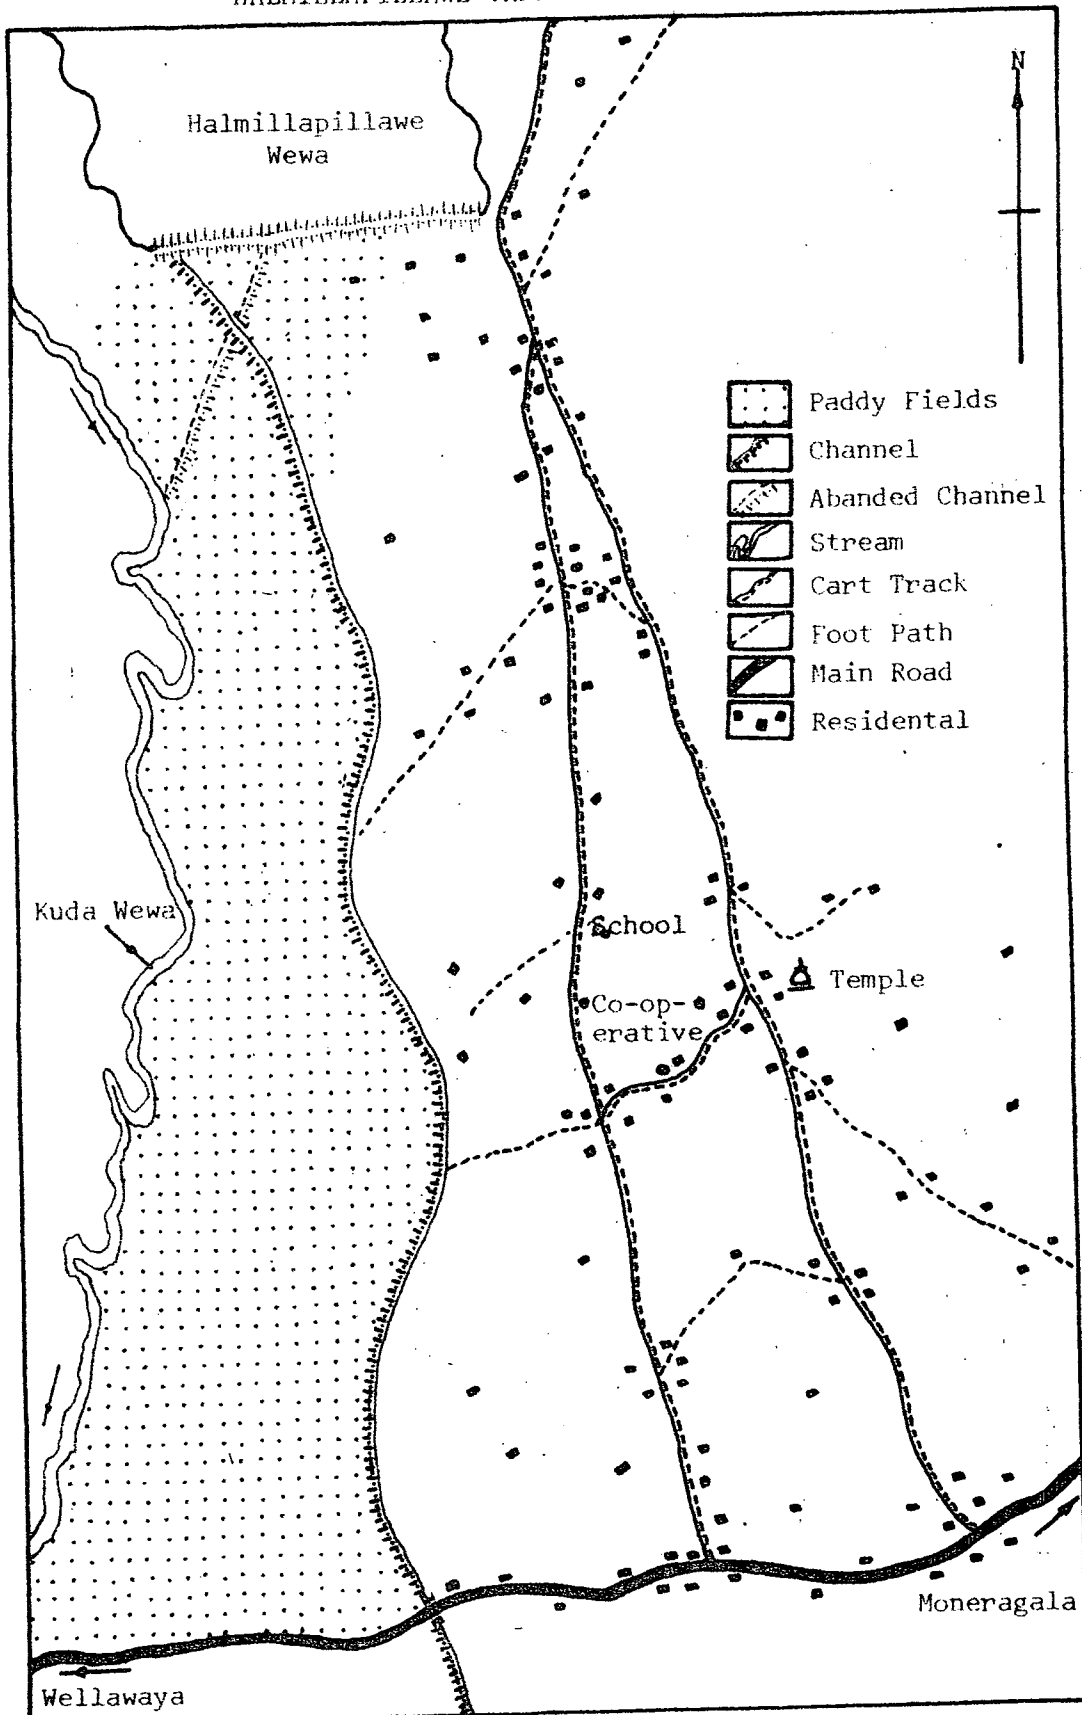 Halmillapillawe
Wewa
N
Paddy Fields
Channel
Abanded Channel
Stream
Cart Track
Foot Path
Main Road
Residental
Kuda Wewa
School
Temple
Co-op-
erative
Moneragala
Wellawaya